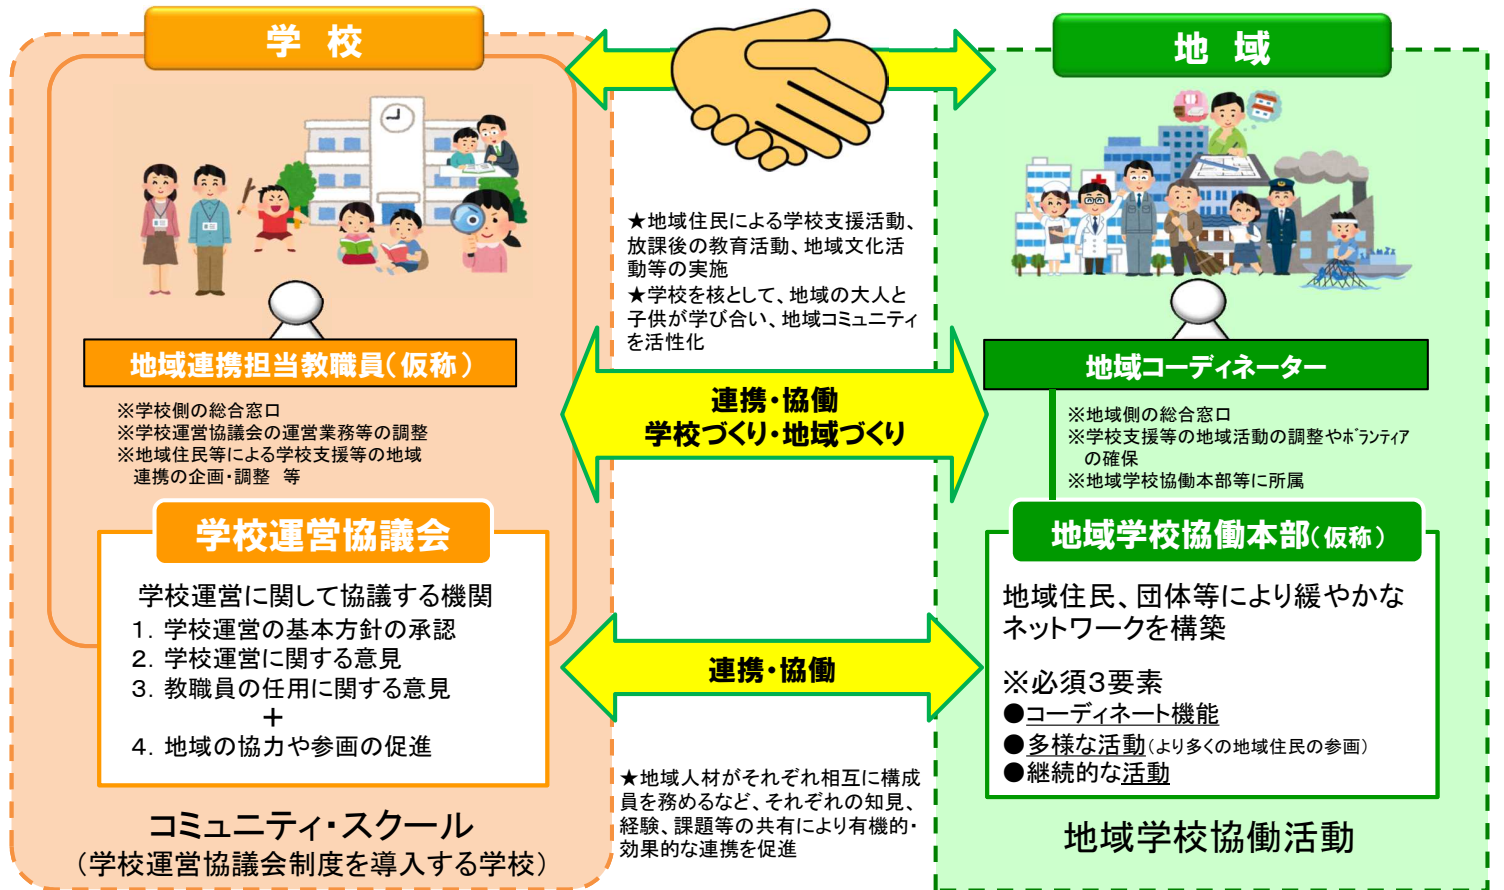 学 校
地 域
★地域住民による学校支援活動、
放課後の教育活動、地域文化活
動等の実施
★学校を核として、地域の大人と
子供が学び合い、地域コミュニティ
を活性化
地域連携担当教職員(仮称)
※学校側の総合窓口
※学校運営協議会の運営業務等の調整
※地域住民等による学校支援等の地域
連携の企画・調整 等
連携・協働
学校づくり・地域づくり
地域コーディネーター
※地域側の総合窓口
※学校支援等の地域活動の調整やボランティア
の確保
※地域学校協働本部等に所属
学校運営協議会
学校運営に関して協議する機関
1. 学校運営の基本方針の承認
2. 学校運営に関する意見
3. 教職員の任用に関する意見
+
4. 地域の協力や参画の促進
連携・協働
地域学校協働本部(仮称)
地域住民、団体等により緩やかな
ネットワークを構築
※必須3要素
●コーディネート機能
●多様な活動(より多くの地域住民の参画)
●継続的な活動
★地域人材がそれぞれ相互に構成
員を務めるなど、それぞれの知見、
経験、課題等の共有により有機的・
効果的な連携を促進
コミュニティ・スクール
(学校運営協議会制度を導入する学校)
地域学校協働活動